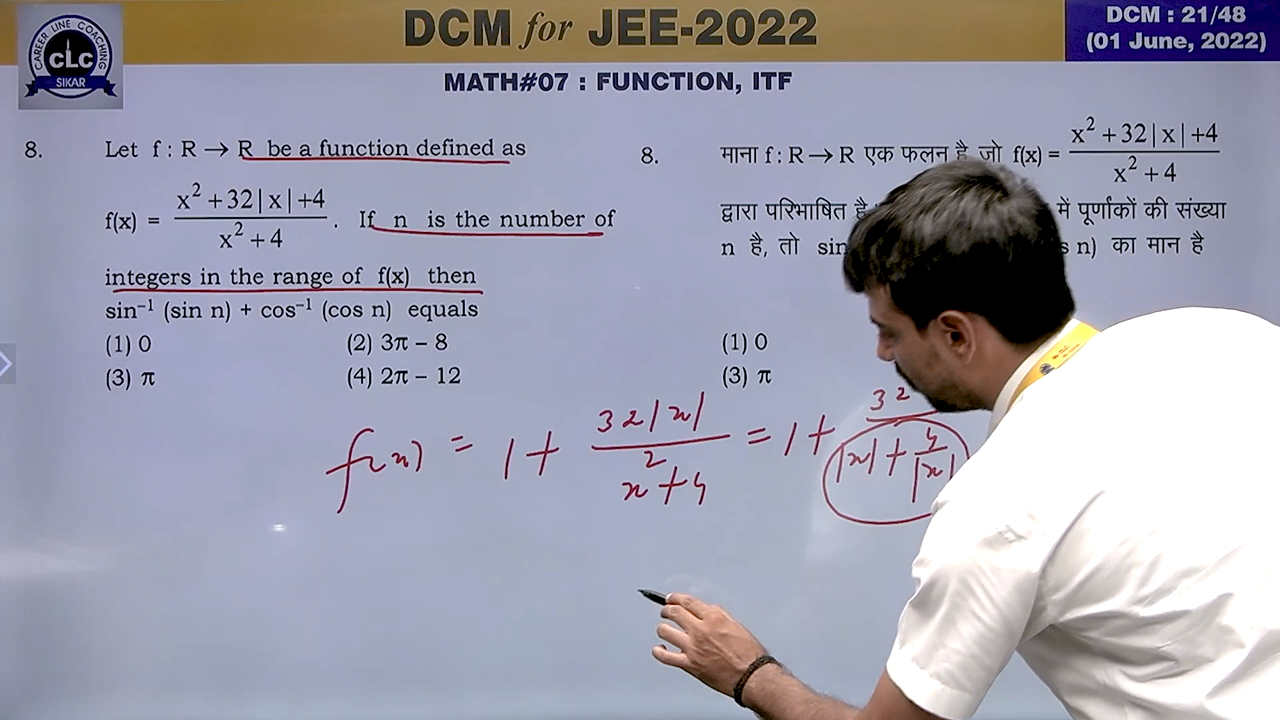 DCM for JEE-2022
DCM : 21/48
(01 June, 2022)
CAREER LINE COACHING
CLC
SIKAR
MATH#07 : FUNCTION, ITF
8. Let f : R → R be a function defined as
f(x) = (x² + 32|x| + 4) / (x² + 4) . If n is the number of
integers in the range of f(x) then
sin⁻¹ (sin n) + cos⁻¹ (cos n) equals
(1) 0 (2) 3π – 8
(3) π (4) 2π – 12
8. माना f : R → R एक फलन है जो f(x) = (x² + 32|x| + 4) / (x² + 4)
द्वारा परिभाषित है में पूर्णांकों की संख्या
n है, तो sin s n) का मान है
(1) 0
(3) π
f(x) = 1 + 32|x| / (x² + 4) = 1 + 32 / (|x| + 4/|x|)